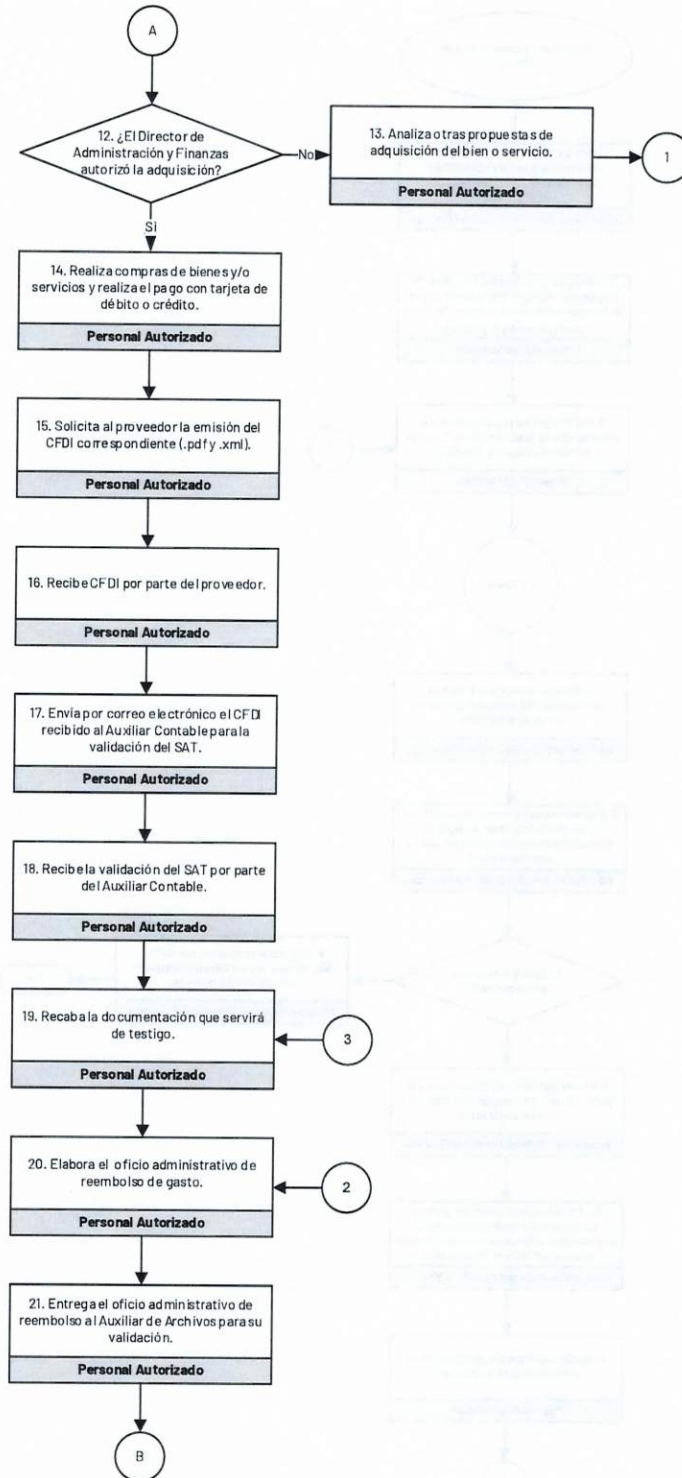 A
12. ¿El Director de
Administración y Finanzas
autorizó la adquisición?
No
13. Analiza otras propuestas de
adquisición del bien o servicio.
Personal Autorizado
1
Sí
14. Realiza compras de bienes y/o
servicios y realiza el pago con tarjeta de
débito o crédito.
Personal Autorizado
15. Solicita al proveedor la emisión del
CFDI correspondiente (.pdf y .xml).
Personal Autorizado
16. Recibe CFDI por parte del proveedor.
Personal Autorizado
17. Envía por correo electrónico el CFDI
recibido al Auxiliar Contable para la
validación del SAT.
Personal Autorizado
18. Recibe la validación del SAT por parte
del Auxiliar Contable.
Personal Autorizado
19. Recaba la documentación que servirá
de testigo.
Personal Autorizado
3
20. Elabora el oficio administrativo de
reembolso de gasto.
Personal Autorizado
2
21. Entrega el oficio administrativo de
reembolso al Auxiliar de Archivos para su
validación.
Personal Autorizado
B